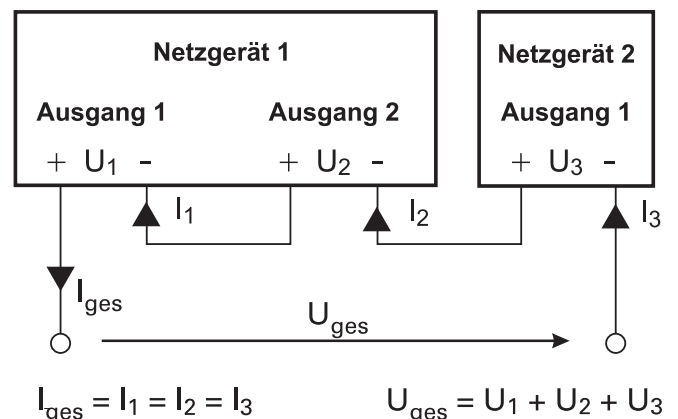 Netzgerät 1
Netzgerät 2
Ausgang 1
Ausgang 2
Ausgang 1
+ U1 -
+ U2 -
+ U3 -
I1
I2
I3
Iges
Uges
Iges = I1 = I2 = I3
Uges = U1 + U2 + U3